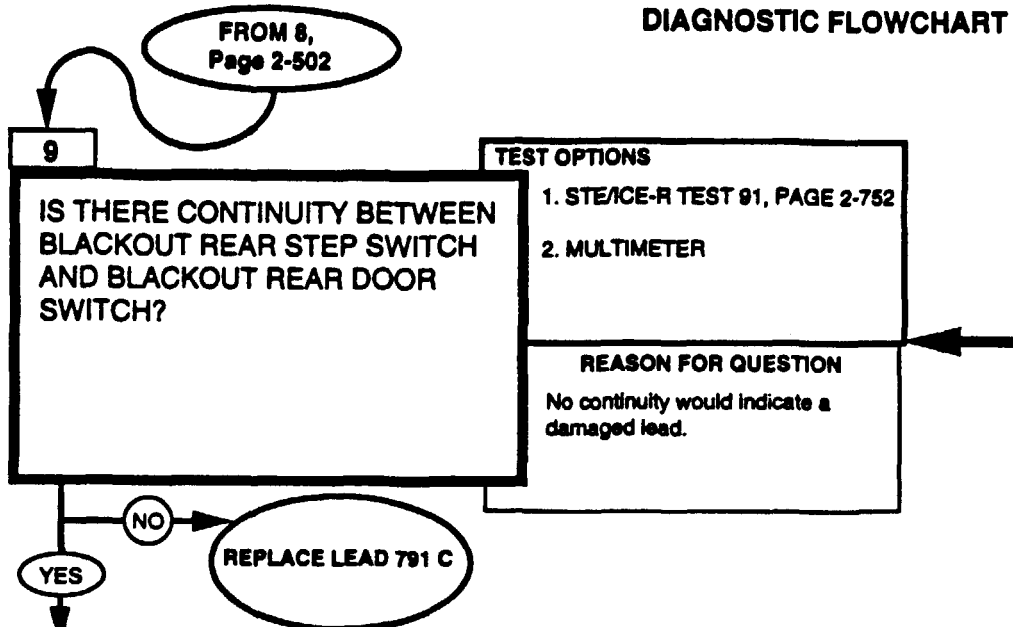 DIAGNOSTIC FLOWCHART
FROM 8,
Page 2-502
9
IS THERE CONTINUITY BETWEEN
BLACKOUT REAR STEP SWITCH
AND BLACKOUT REAR DOOR
SWITCH?
TEST OPTIONS
1. STE/ICE-R TEST 91, PAGE 2-752
2. MULTIMETER
REASON FOR QUESTION
No continuity would indicate a
damaged lead.
NO
REPLACE LEAD 791 C
YES